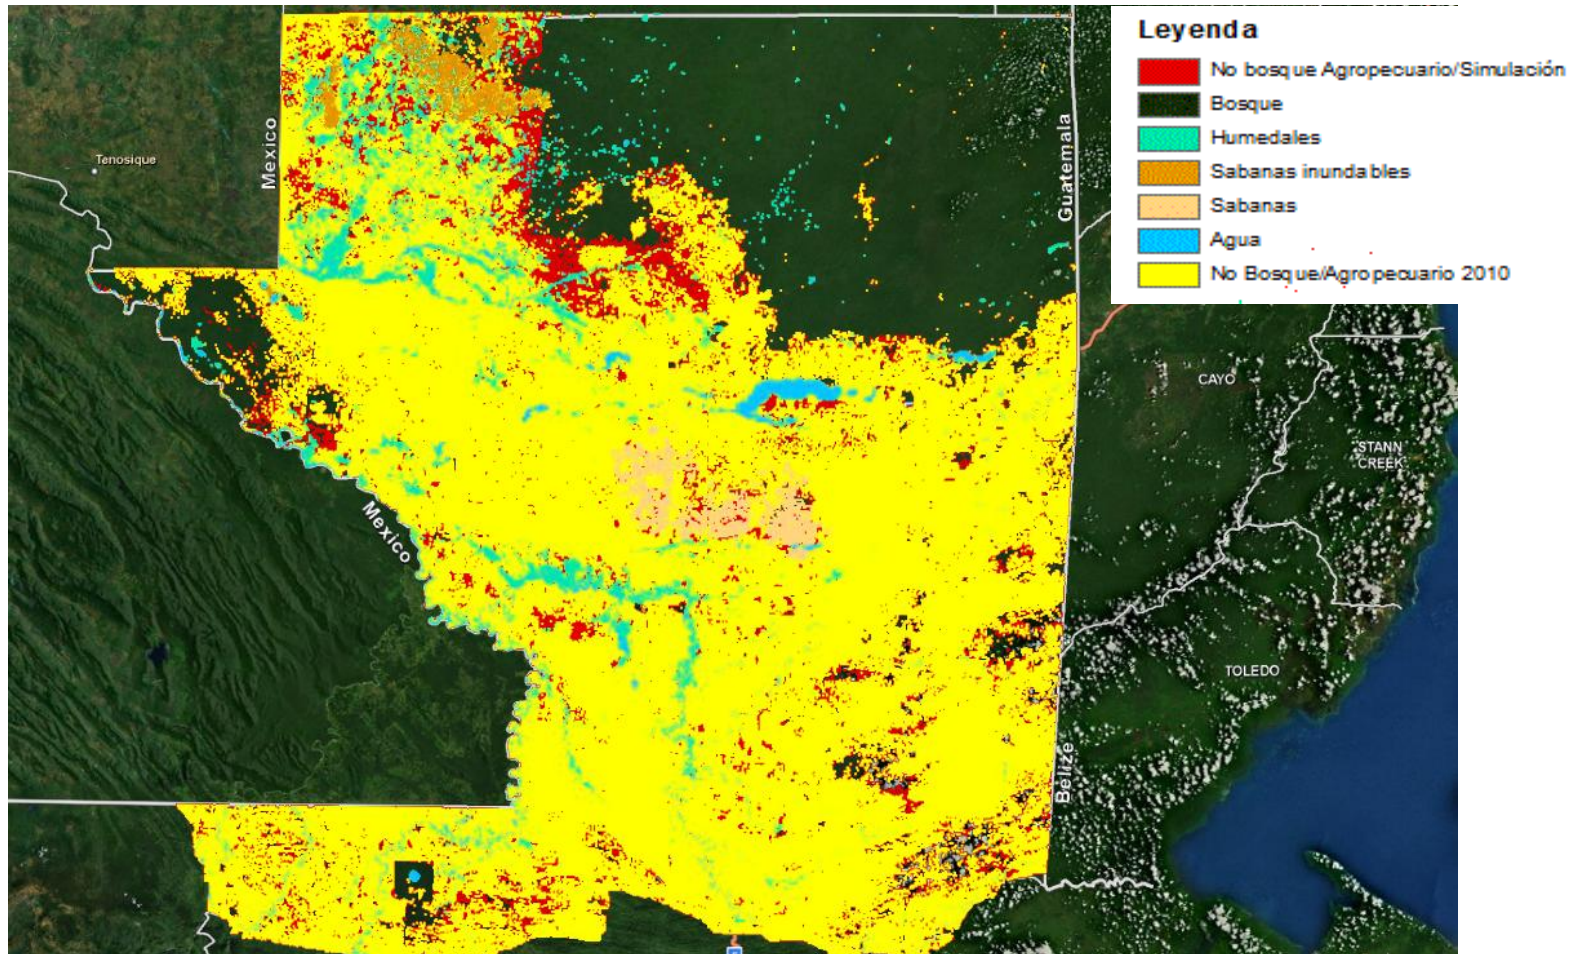 Leyenda
No bosque Agropecuario/Simulación
Bosque
Humedales
Sabanas inundables
Sabanas
Agua
No Bosque/Agropecuario 2010
Tenosique
Mexico
Guatemala
CAYO
STANN
CREEK
Mexico
TOLEDO
Belize